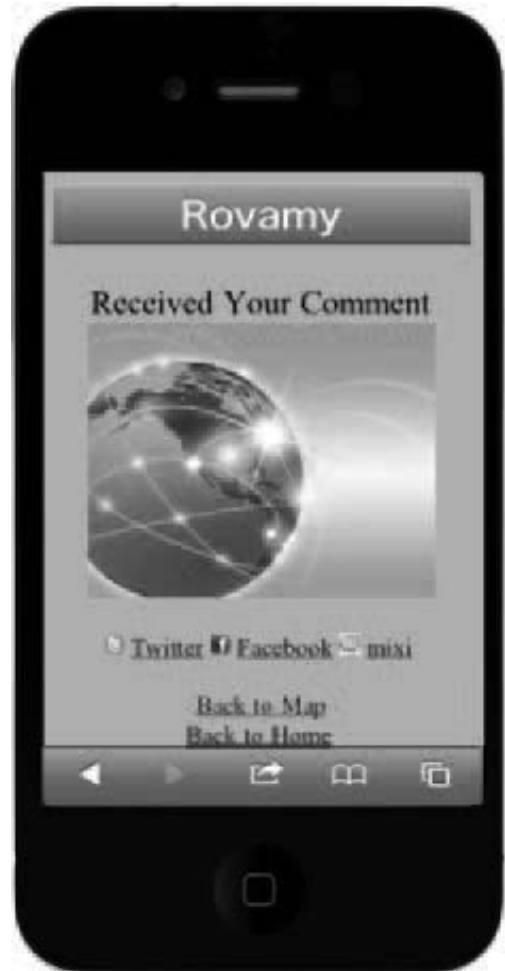 Rovamy
Received Your Comment
Twitter Facebook mixi
Back to Map
Back to Home